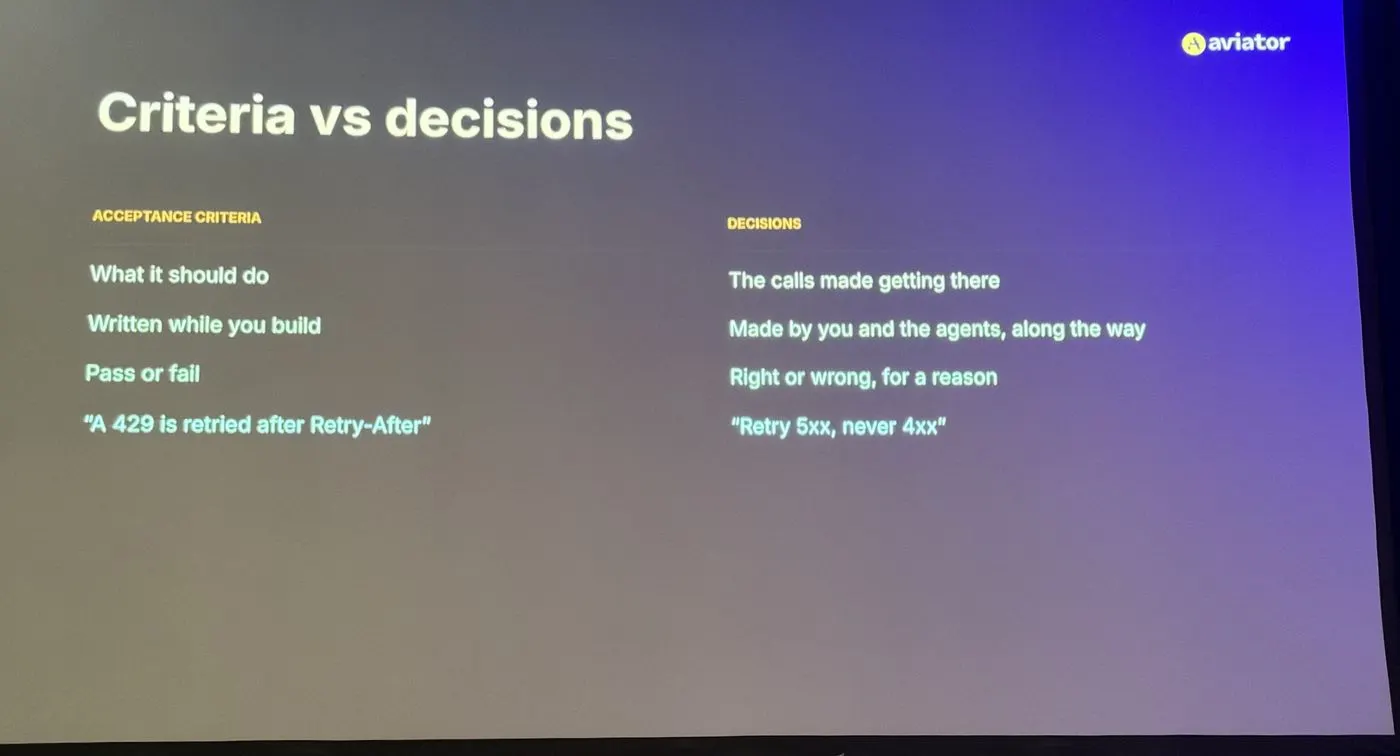 aviator
Criteria vs decisions
ACCEPTANCE CRITERIA
What it should do
Written while you build
Pass or fail
"A 429 is retried after Retry-After"
DECISIONS
The calls made getting there
Made by you and the agents, along the way
Right or wrong, for a reason
"Retry 5xx, never 4xx"